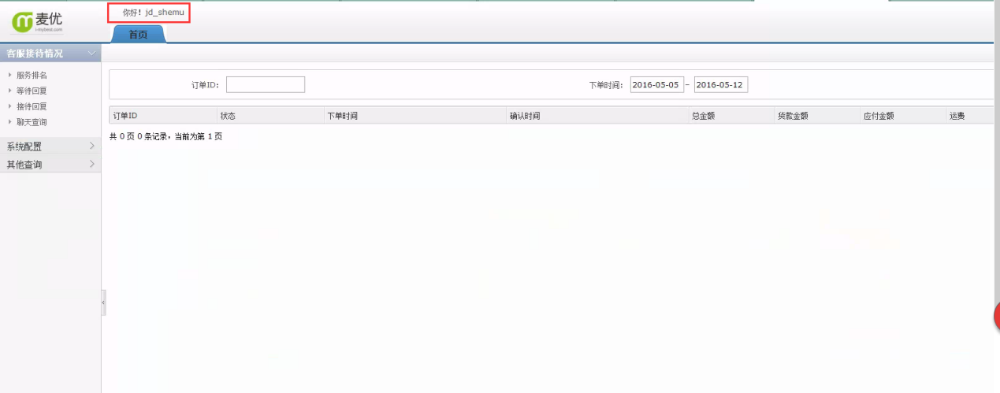 麦优
i-mybest.com
你好！jd_shemu
首页
客服接待情况
服务排名
等待回复
接待回复
聊天查询
系统配置
其他查询
订单ID：
下单时间： 2016-05-05 - 2016-05-12
订单ID 状态 下单时间 确认时间 总金额 货款金额 应付金额 运费
共 0 页 0 条记录，当前为第 1 页